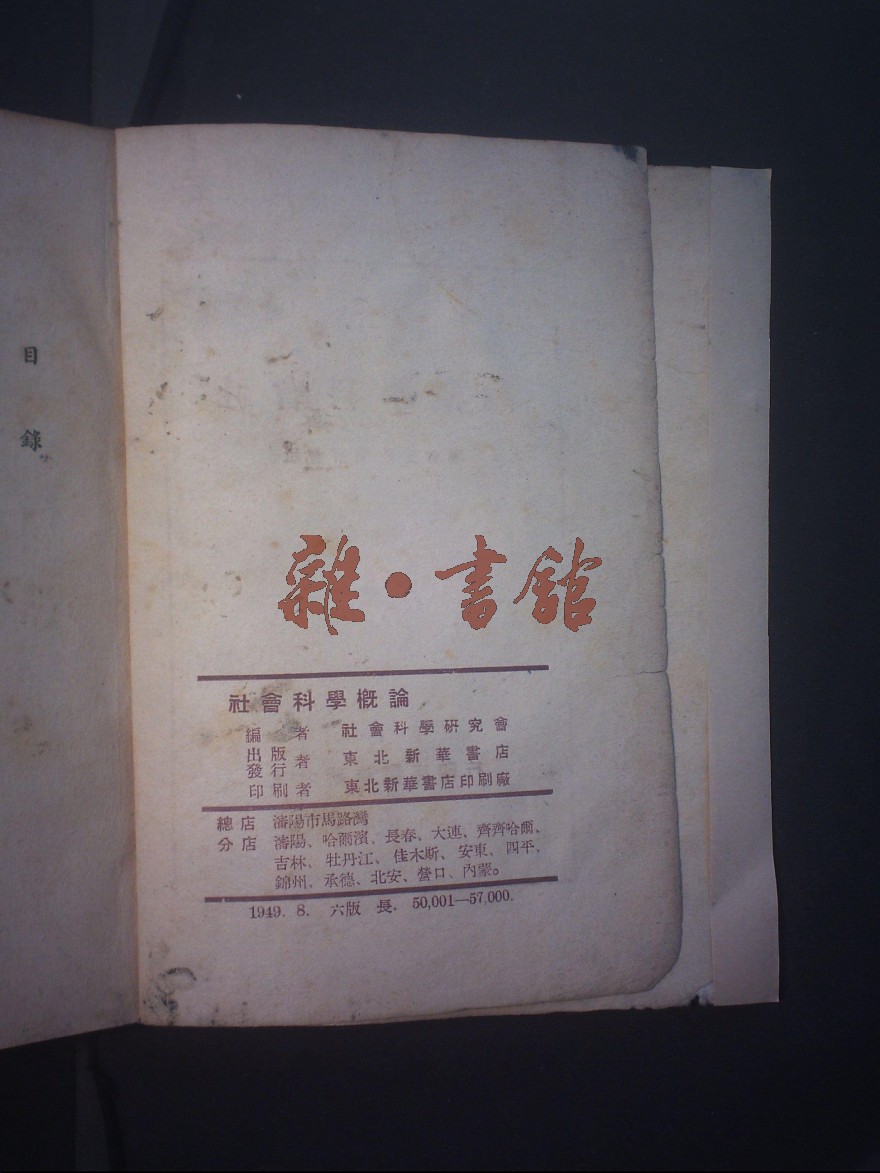 目錄
雜·書館
社會科學概論
編者 社會科學研究會
出版
發行者 東北新華書店
印刷者 東北新華書店印刷廠
總店 瀋陽市馬路灣
分店 瀋陽、哈爾濱、長春、大連、齊齊哈爾、
吉林、牡丹江、佳木斯、安東、四平、
錦州、承德、北安、營口、內蒙。
1949. 8. 六版 長. 50,001—57,000.